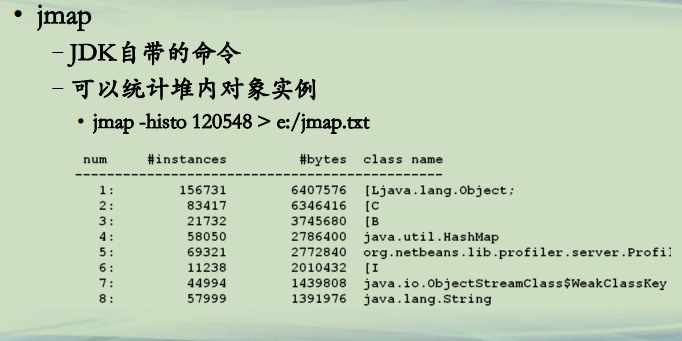 • jmap
– JDK自带的命令
– 可以统计堆内对象实例
• jmap -histo 120548 > e:/jmap.txt
num #instances #bytes class name
----------------------------------------------
1: 156731 6407576 [Ljava.lang.Object;
2: 83417 6346416 [C
3: 21732 3745680 [B
4: 58050 2786400 java.util.HashMap
5: 69321 2772840 org.netbeans.lib.profiler.server.Profil
6: 11238 2010432 [I
7: 44994 1439808 java.io.ObjectStreamClass$WeakClassKey
8: 57999 1391976 java.lang.String